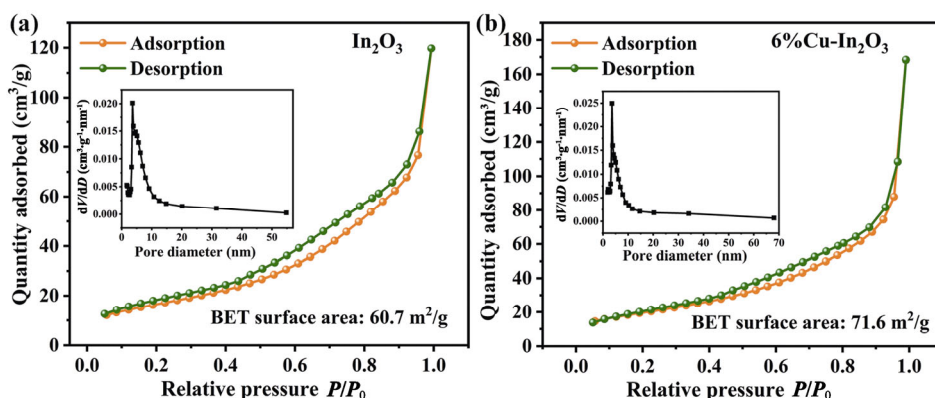 (a)
Adsorption
Desorption
In₂O₃
Quantity adsorbed (cm³/g)
120
100
80
60
40
20
0
dV/dD (cm³·g⁻¹·nm⁻¹)
0.020
0.015
0.010
0.005
0.000
0 10 20 30 40 50
Pore diameter (nm)
BET surface area: 60.7 m²/g
0.0 0.2 0.4 0.6 0.8 1.0
Relative pressure P/P₀
(b)
Adsorption
Desorption
6%Cu-In₂O₃
Quantity adsorbed (cm³/g)
180
160
140
120
100
80
60
40
20
0
dV/dD (cm³·g⁻¹·nm⁻¹)
0.025
0.020
0.015
0.010
0.005
0.000
0 10 20 30 40 50 60 70
Pore diameter (nm)
BET surface area: 71.6 m²/g
0.0 0.2 0.4 0.6 0.8 1.0
Relative pressure P/P₀